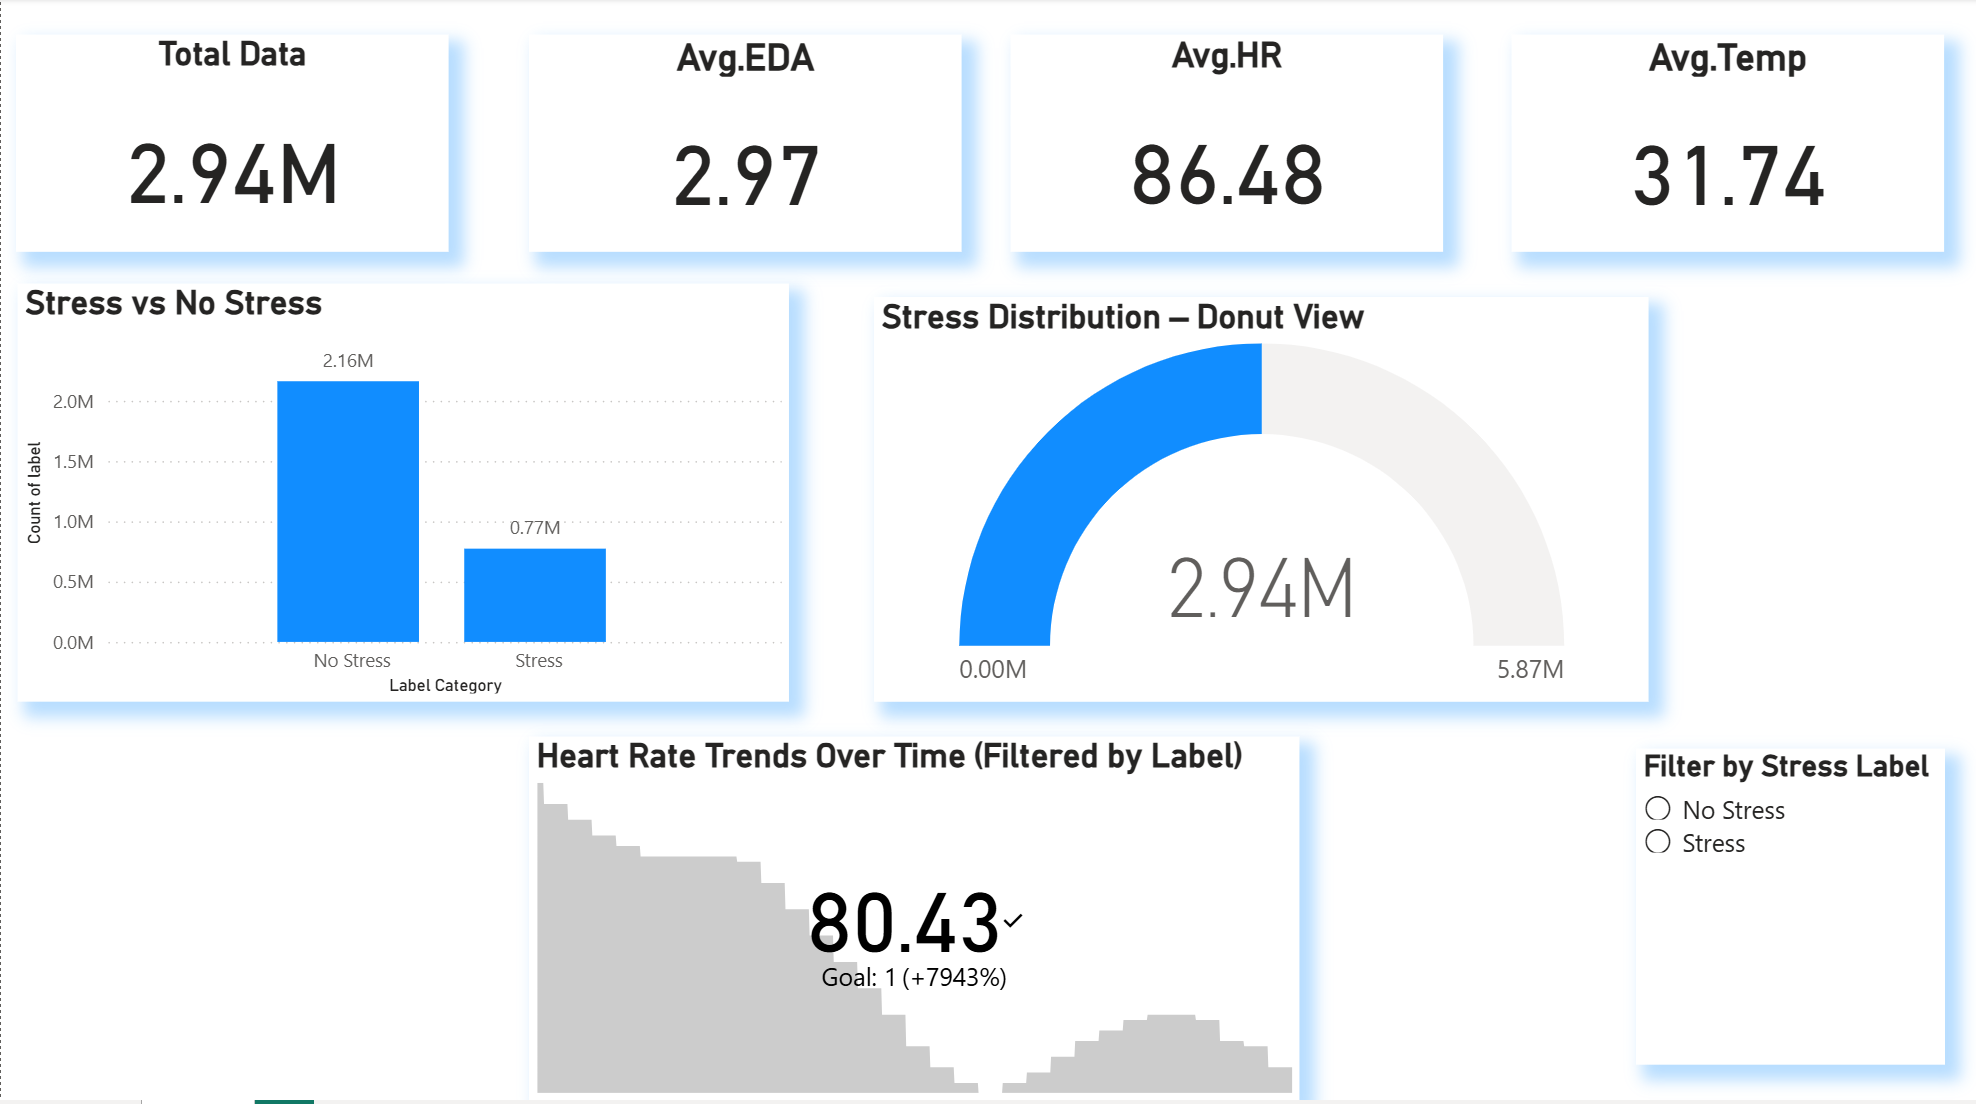 Total Data
2.94M
Avg.EDA
2.97
Avg.HR
86.48
Avg.Temp
31.74
Stress vs No Stress
Count of label
2.0M
1.5M
1.0M
0.5M
0.0M
2.16M
0.77M
No Stress
Stress
Label Category
Stress Distribution – Donut View
2.94M
0.00M
5.87M
Heart Rate Trends Over Time (Filtered by Label)
80.43
Goal: 1 (+7943%)
Filter by Stress Label
No Stress
Stress